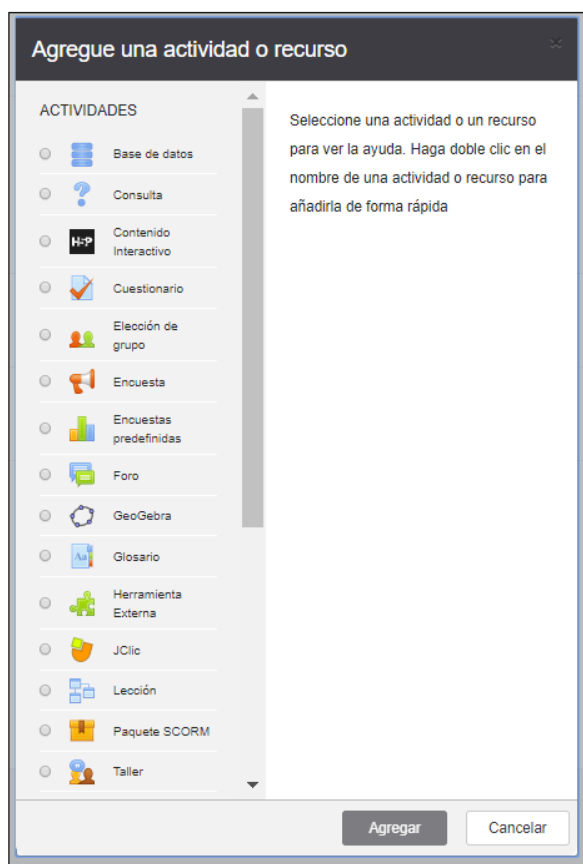 Agregue una actividad o recurso
ACTIVIDADES
Base de datos
Consulta
H-P
Contenido
Interactivo
Cuestionario
Elección de
grupo
Encuesta
Encuestas
predefinidas
Foro
GeoGebra
Aa
Glosario
Herramienta
Externa
JClic
Lección
Paquete SCORM
Taller
Seleccione una actividad o un recurso
para ver la ayuda. Haga doble clic en el
nombre de una actividad o recurso para
añadirla de forma rápida
Agregar
Cancelar